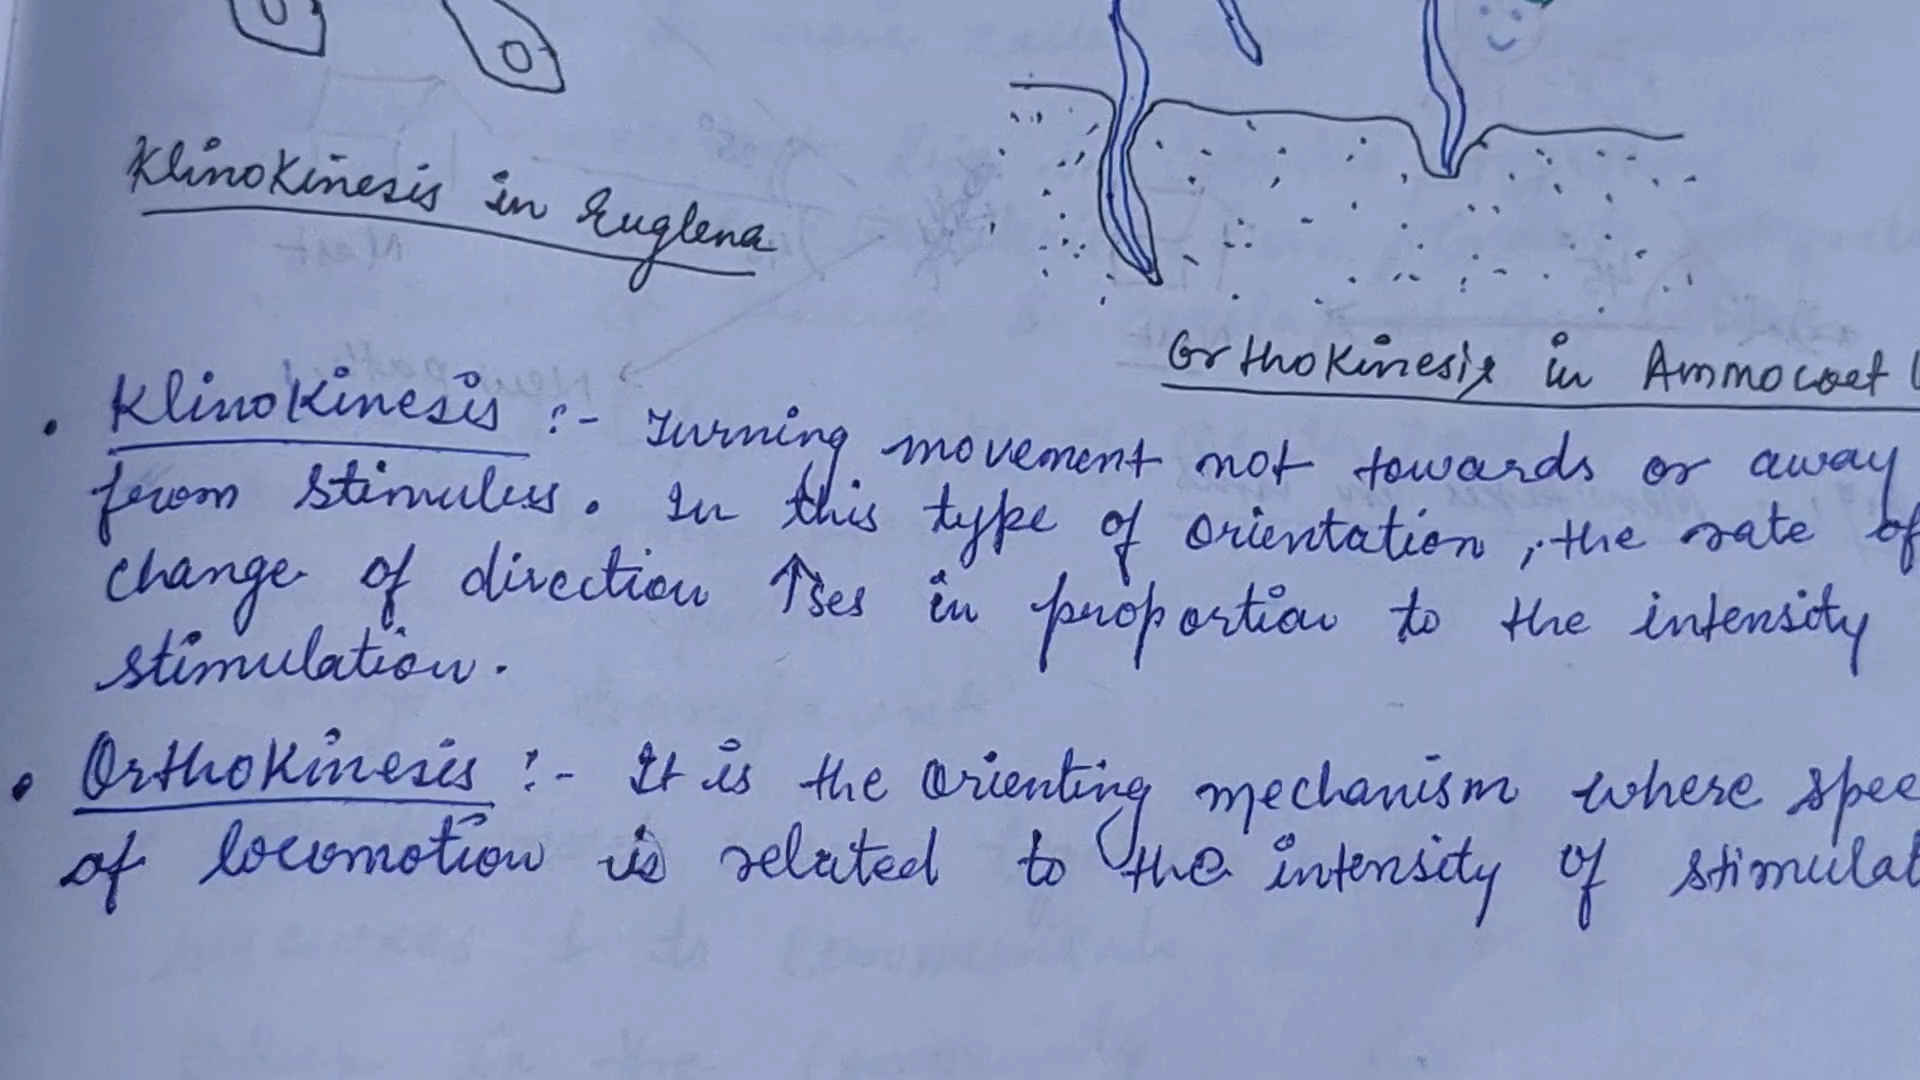 Klinokinesis in Euglena
Orthokinesis in Ammocoet
• Klinokinesis :- Turning movement not towards or away
from stimulus. In this type of orientation, the rate of
change of direction ↑ses in proportion to the intensity
stimulation.
• Orthokinesis :- It is the orienting mechanism where spee
of locomotion is related to the intensity of stimulat